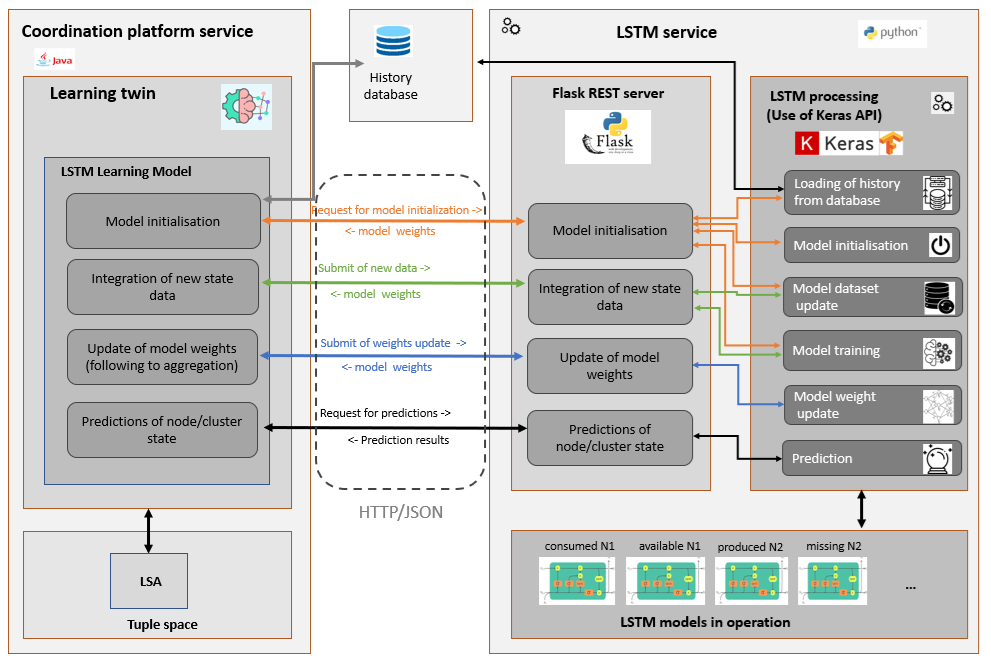 Coordination platform service
Java
Learning twin
LSTM Learning Model
Model initialisation
Integration of new state
data
Update of model weights
(following to aggregation)
Predictions of node/cluster
state
LSA
Tuple space
History
database
Request for model initialization ->
<- model weights
Submit of new data ->
<- model weights
Submit of weights update ->
<- model weights
Request for predictions ->
<- Prediction results
HTTP/JSON
LSTM service
python
Flask REST server
Flask
Model initialisation
Integration of new state
data
Update of model
weights
Predictions of
node/cluster state
LSTM processing
(Use of Keras API)
K Keras
Loading of history
from database
Model initialisation
Model dataset
update
Model training
Model weight
update
Prediction
consumed N1
available N1
produced N2
missing N2
...
LSTM models in operation